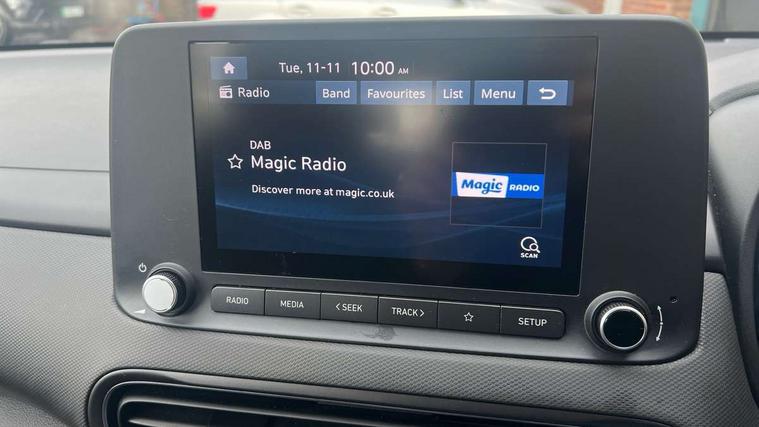 Tue, 11-11 10:00 AM
Radio Band Favourites List Menu
DAB
Magic Radio
Discover more at magic.co.uk
Magic RADIO
SCAN
RADIO MEDIA < SEEK TRACK > SETUP